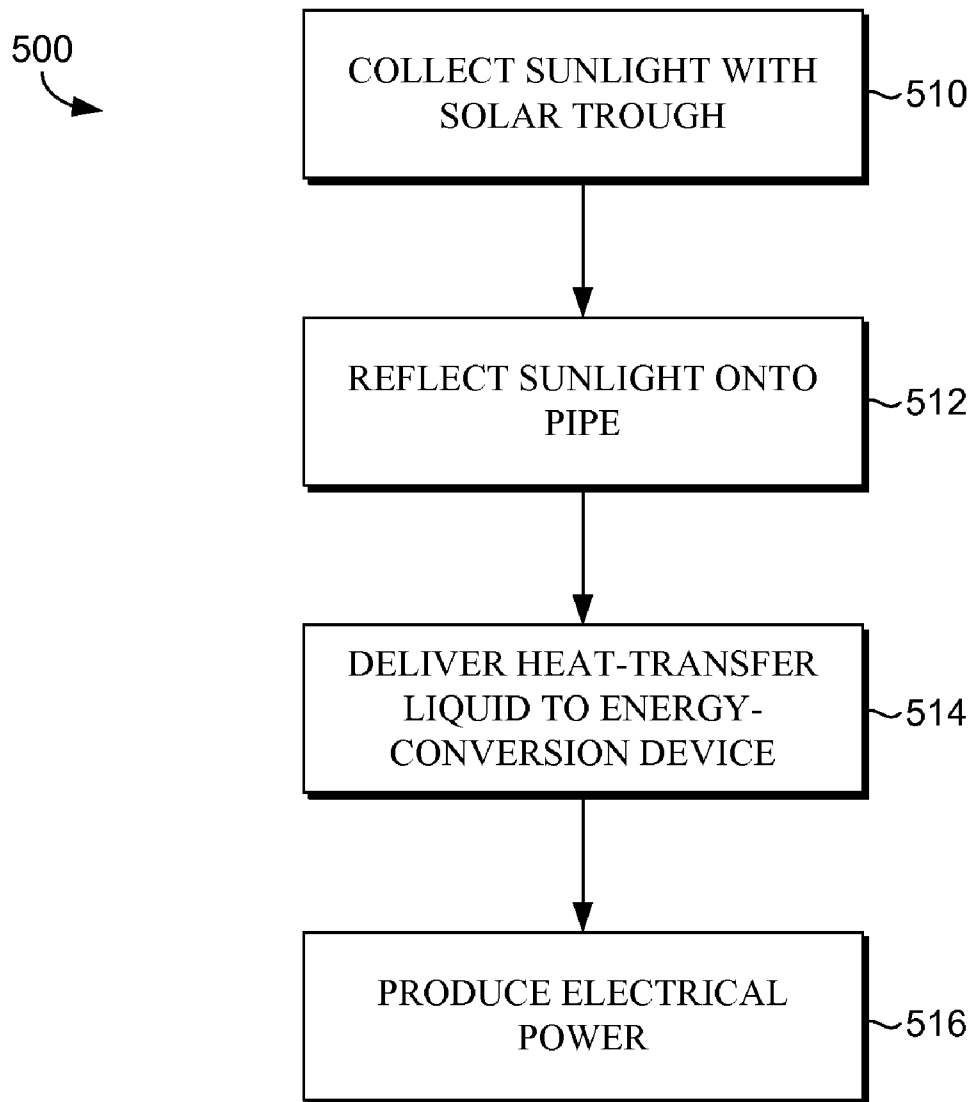 500
COLLECT SUNLIGHT WITH
SOLAR TROUGH
510
REFLECT SUNLIGHT ONTO
PIPE
512
DELIVER HEAT-TRANSFER
LIQUID TO ENERGY-
CONVERSION DEVICE
514
PRODUCE ELECTRICAL
POWER
516